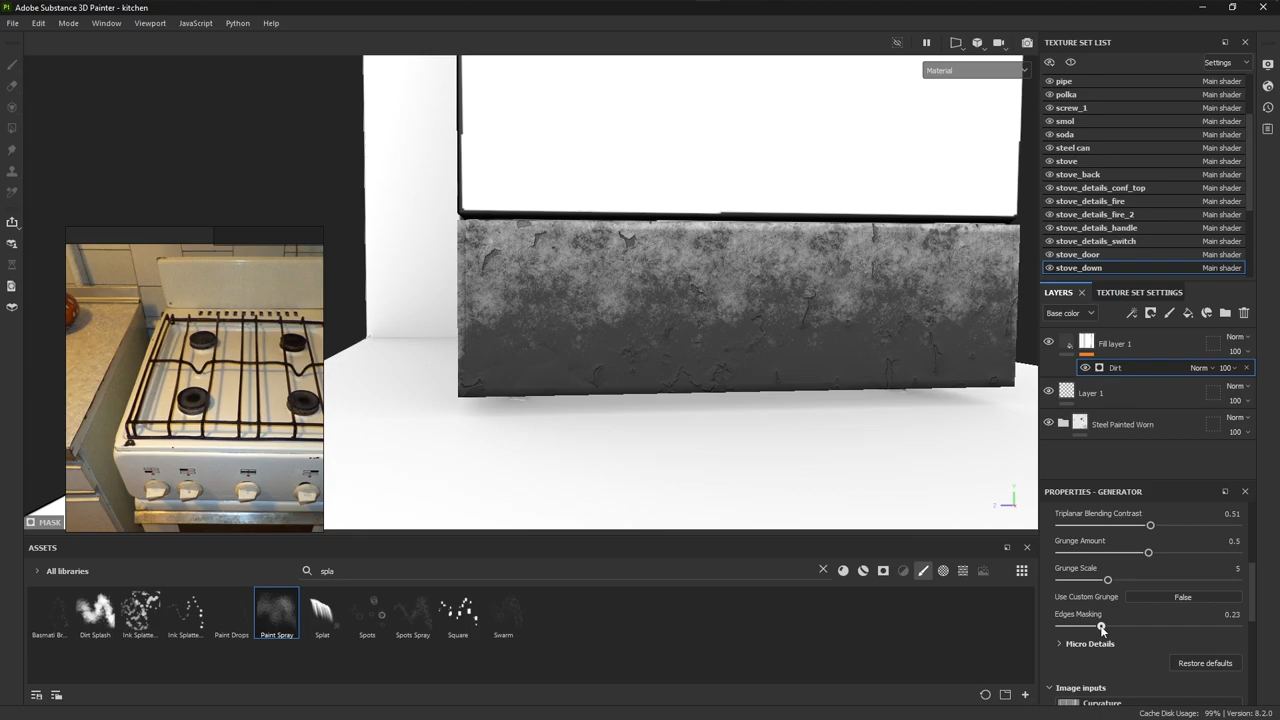 Adobe Substance 3D Painter - kitchen
File Edit Mode Window Viewport JavaScript Python Help
Material
TEXTURE SET LIST
Settings
pipe Main shader
polka Main shader
screw_1 Main shader
smol Main shader
soda Main shader
steel can Main shader
stove Main shader
stove_back Main shader
stove_details_conf_top Main shader
stove_details_fire Main shader
stove_details_fire_2 Main shader
stove_details_handle Main shader
stove_details_switch Main shader
stove_door Main shader
stove_down Main shader
LAYERS TEXTURE SET SETTINGS
Base color
Fill layer 1 Norm 100
Dirt Norm 100
Layer 1 Norm 100
Steel Painted Worn Norm 100
PROPERTIES - GENERATOR
Triplanar Blending Contrast 0.51
Grunge Amount 0.5
Grunge Scale 5
Use Custom Grunge False
Edges Masking 0.23
Micro Details
Restore defaults
Image inputs
Curvature
MASK
Z
ASSETS
All libraries
spla
Basmati Br... Dirt Splash Ink Splatte... Ink Splatte... Paint Drops Paint Spray Splat Spots Spots Spray Square Swarm
Cache Disk Usage: 99% | Version: 8.2.0